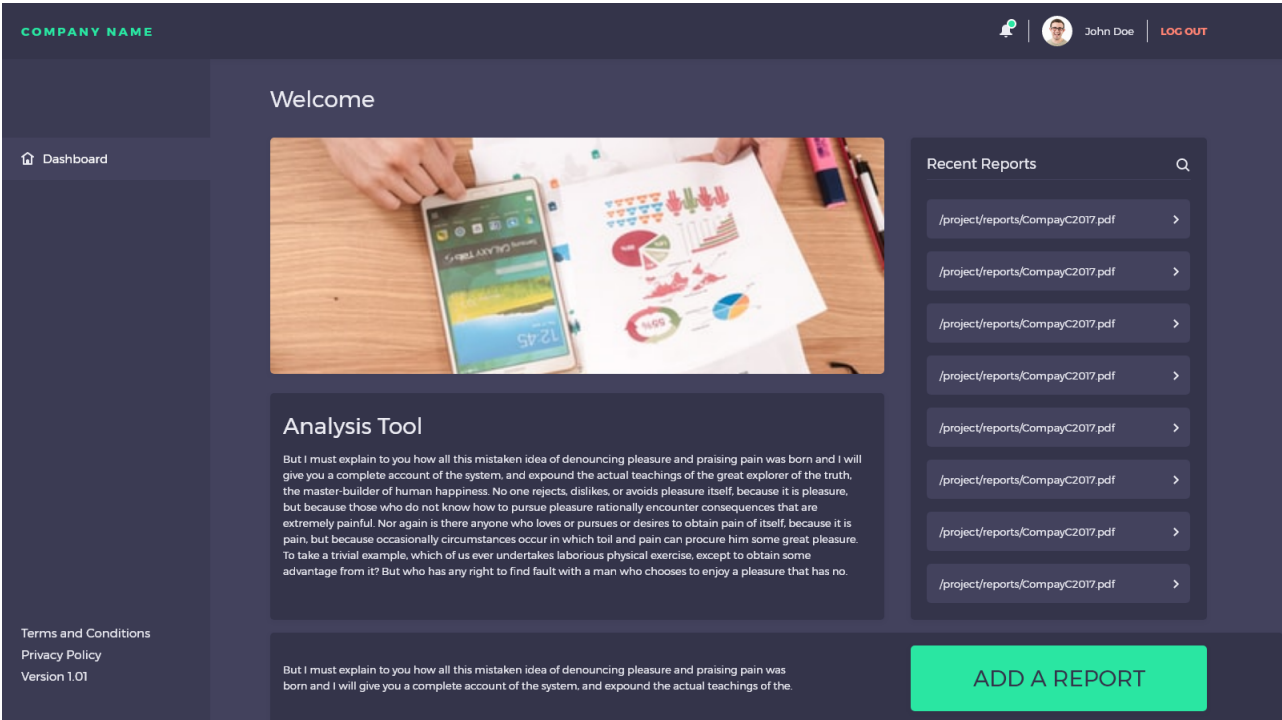 COMPANY NAME
John Doe
LOG OUT
Welcome
Dashboard
Samsung GALAXY Tab S
12:45
55%
Recent Reports
/project/reports/CompayC2017.pdf
/project/reports/CompayC2017.pdf
/project/reports/CompayC2017.pdf
/project/reports/CompayC2017.pdf
/project/reports/CompayC2017.pdf
/project/reports/CompayC2017.pdf
/project/reports/CompayC2017.pdf
/project/reports/CompayC2017.pdf
Analysis Tool
But I must explain to you how all this mistaken idea of denouncing pleasure and praising pain was born and I will
give you a complete account of the system, and expound the actual teachings of the great explorer of the truth,
the master-builder of human happiness. No one rejects, dislikes, or avoids pleasure itself, because it is pleasure,
but because those who do not know how to pursue pleasure rationally encounter consequences that are
extremely painful. Nor again is there anyone who loves or pursues or desires to obtain pain of itself, because it is
pain, but because occasionally circumstances occur in which toil and pain can procure him some great pleasure.
To take a trivial example, which of us ever undertakes laborious physical exercise, except to obtain some
advantage from it? But who has any right to find fault with a man who chooses to enjoy a pleasure that has no.
Terms and Conditions
Privacy Policy
Version 1.01
But I must explain to you how all this mistaken idea of denouncing pleasure and praising pain was
born and I will give you a complete account of the system, and expound the actual teachings of the.
ADD A REPORT